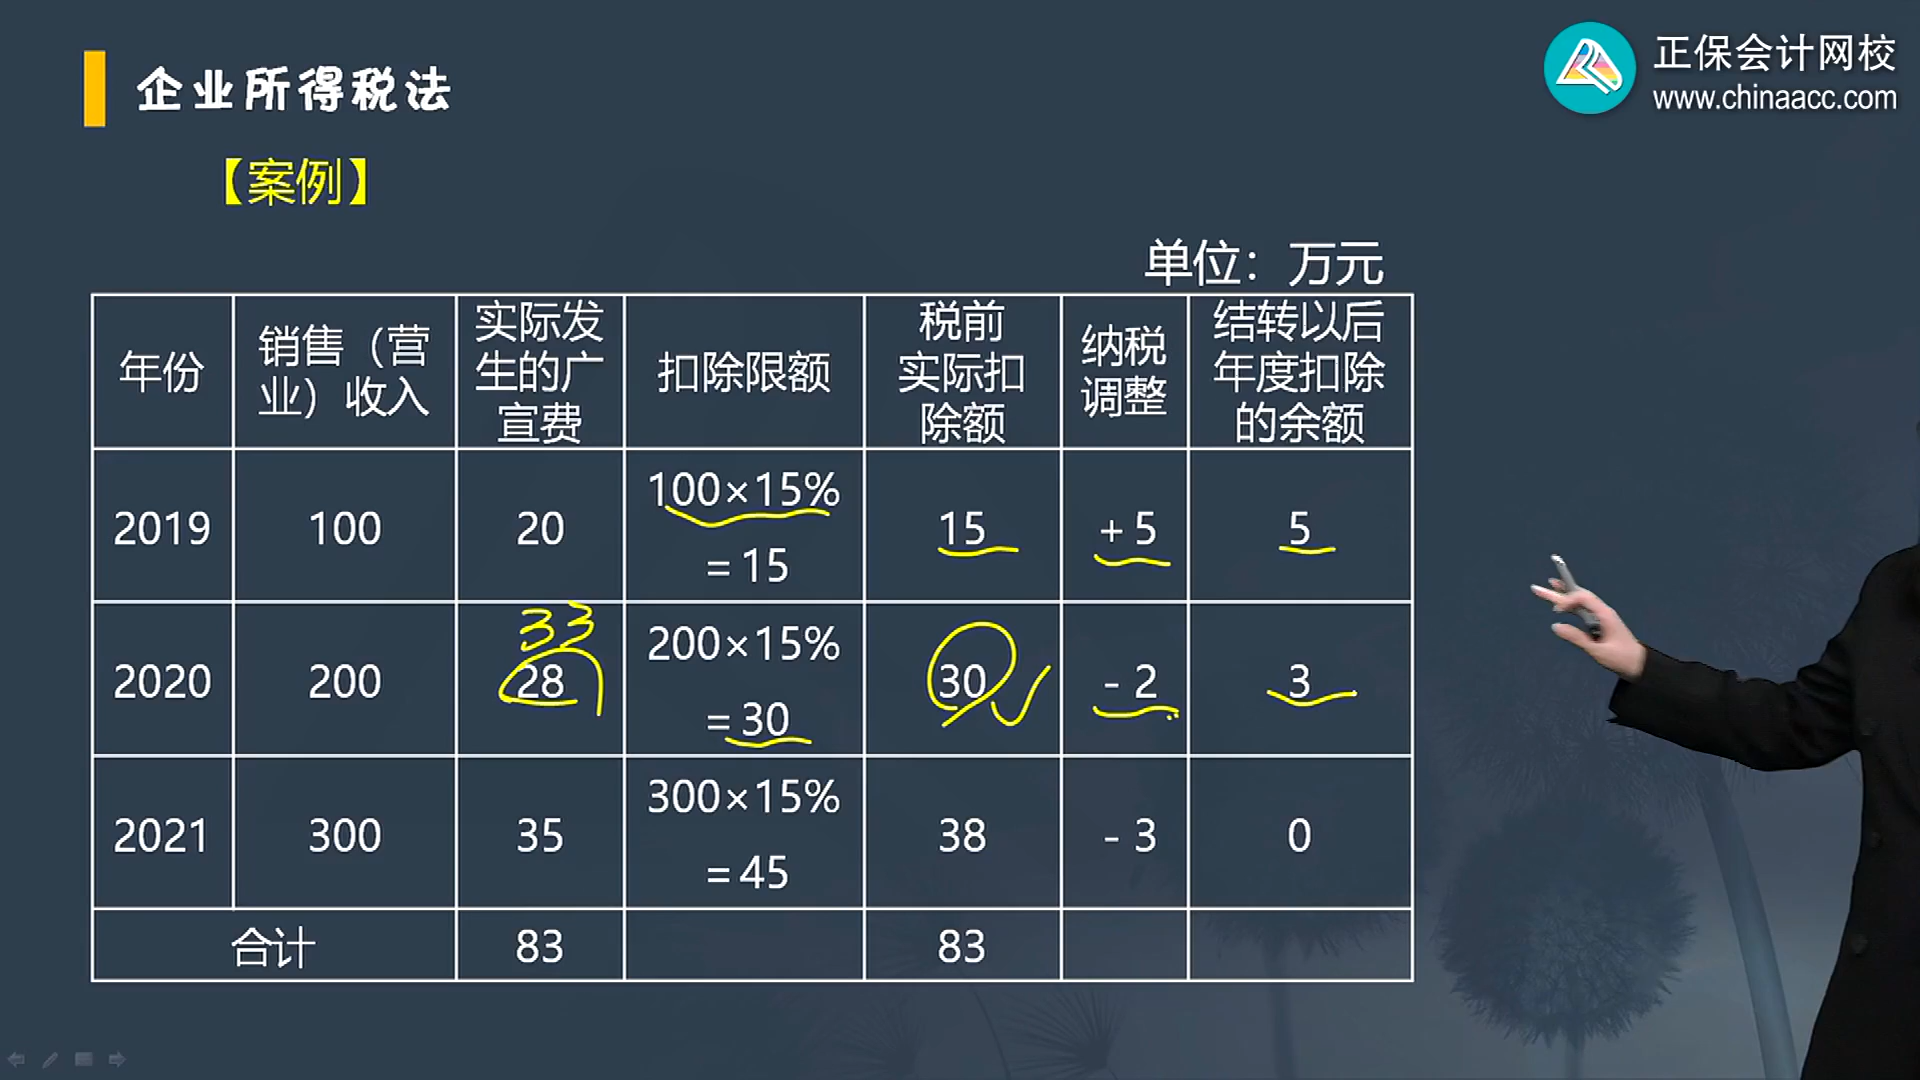 企业所得税法
正保会计网校
www.chinaacc.com
【案例】
单位：万元
年份
销售（营
业）收入
实际发
生的广
宣费
扣除限额
税前
实际扣
除额
纳税
调整
结转以后
年度扣除
的余额
2019
100
20
100×15%
=15
15
+5
5
2020
200
33
28
200×15%
=30
30
-2
3
2021
300
35
300×15%
=45
38
-3
0
合计
83
83